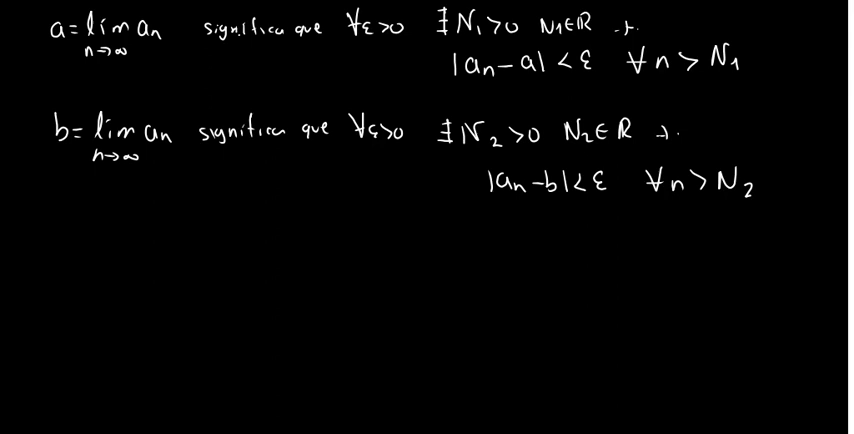 a = lím aₙ significa que ∀ε>0 ∃ N₁>0 N₁∈ℝ t.
n→∞
|aₙ - a| < ε ∀ n > N₁
b = lím aₙ significa que ∀ε>0 ∃ N₂ >0 N₂∈ℝ t.
n→∞
|aₙ - b| < ε ∀ n > N₂